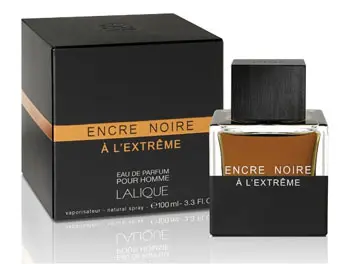 ENCRE NOIRE
À L'EXTRÊME
EAU DE PARFUM
POUR HOMME
LALIQUE
vaporisateur - natural spray - ℮100 ml - 3.3 FL.O
ENCRE NOIRE
À L'EXTRÊME